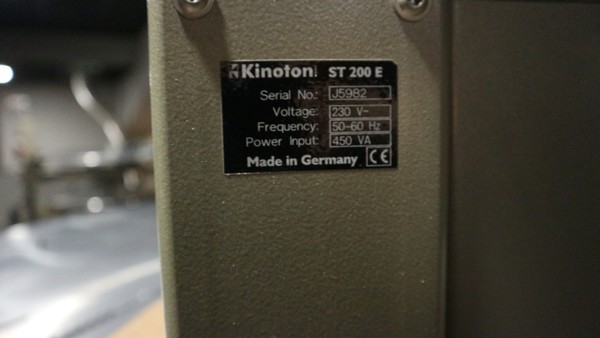 Kinoton ST 200 E
Serial No.: J5982
Voltage: 230 V~
Frequency: 50-60 Hz
Power Input: 450 VA
Made in Germany CE